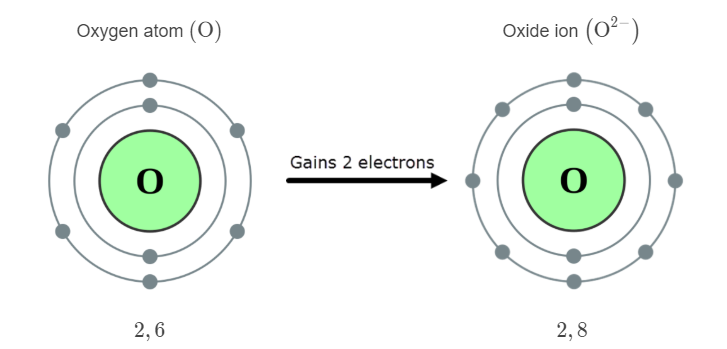 Oxygen atom (O)
Oxide ion (O²⁻)
O
Gains 2 electrons
O
2, 6
2, 8